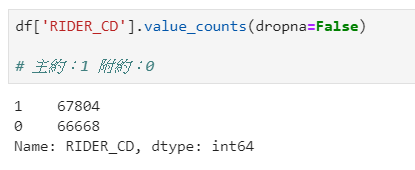 df['RIDER_CD'].value_counts(dropna=False)
# 主約：1 附約：0
1    67804
0    66668
Name: RIDER_CD, dtype: int64